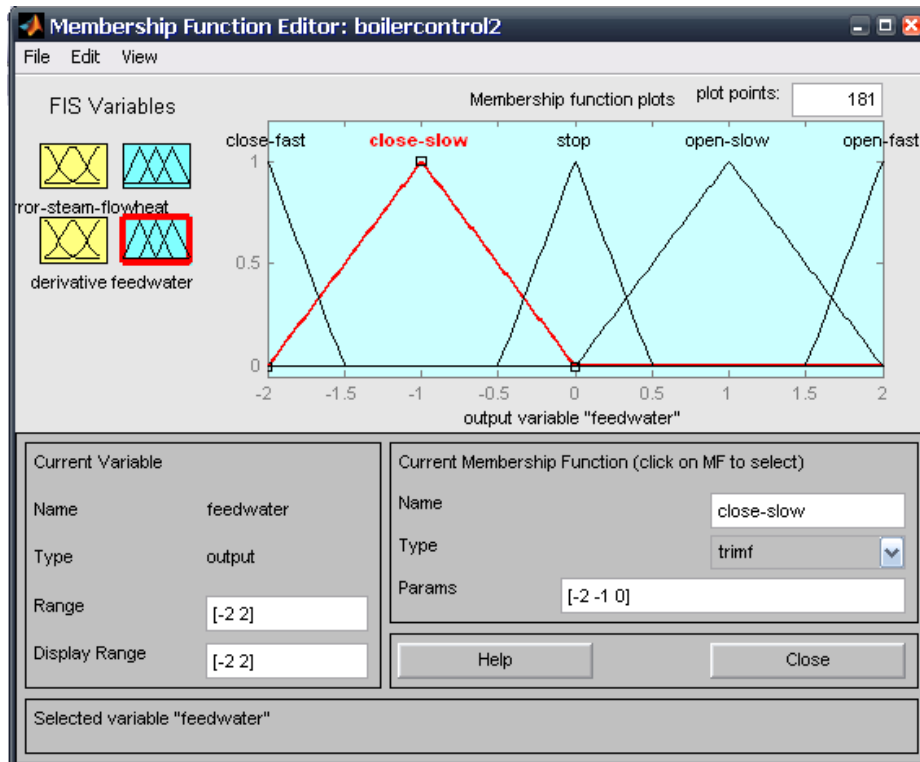 Membership Function Editor: boilercontrol2
File Edit View
FIS Variables
Membership function plots plot points: 181
close-fast close-slow stop open-slow open-fast
ror-steam-flowheat
derivative feedwater
1
0.5
0
-2 -1.5 -1 -0.5 0 0.5 1 1.5 2
output variable "feedwater"
Current Variable
Name feedwater
Type output
Range [-2 2]
Display Range [-2 2]
Current Membership Function (click on MF to select)
Name close-slow
Type trimf
Params [-2 -1 0]
Help Close
Selected variable "feedwater"